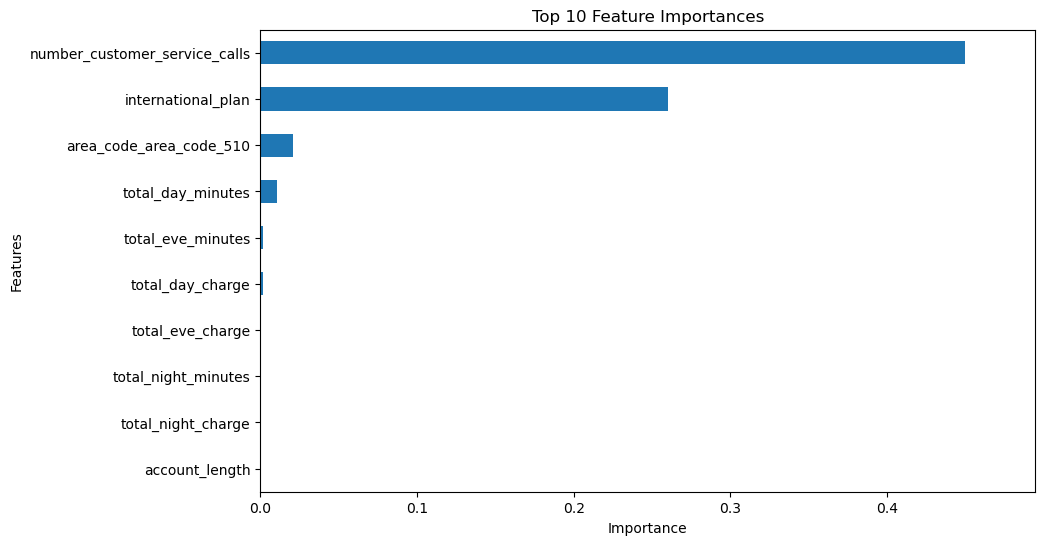 Top 10 Feature Importances
number_customer_service_calls
international_plan
area_code_area_code_510
total_day_minutes
total_eve_minutes
total_day_charge
total_eve_charge
total_night_minutes
total_night_charge
account_length
Features
0.0 0.1 0.2 0.3 0.4
Importance